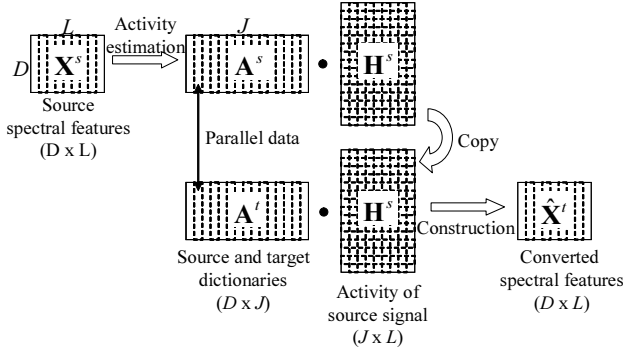 L
Activity
estimation
J
D
X^s
A^s
H^s
Source
spectral features
(D x L)
Parallel data
Copy
A^t
H^s
Construction
X̂^t
Source and target
dictionaries
(D x J)
Activity of
source signal
(J x L)
Converted
spectral features
(D x L)